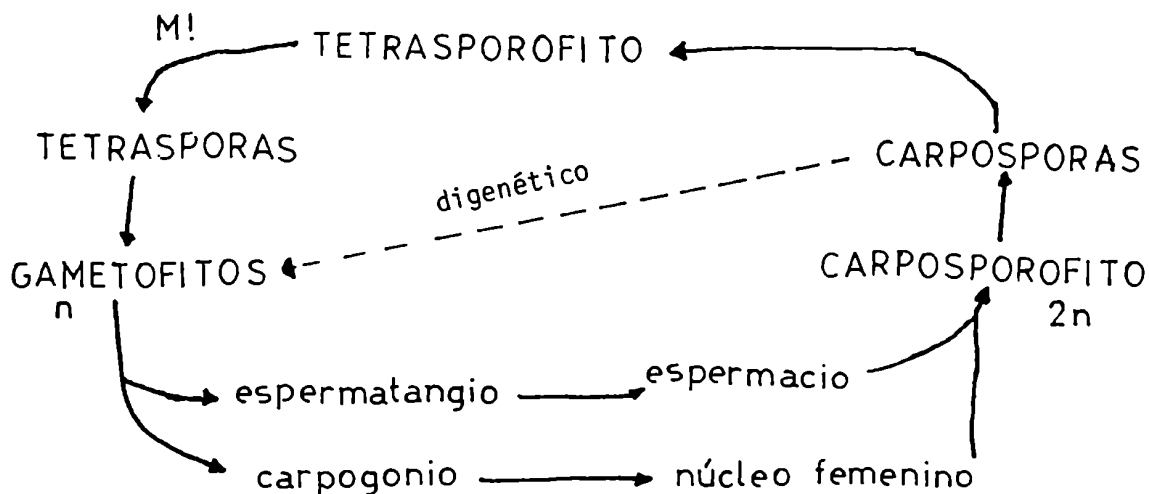 M!
TETRASPOROFITO
TETRASPORAS
CARPOSPORAS
digenético
GAMETOFITOS
n
CARPOSPOROFITO
2n
espermatangio
espermacio
carpogonio
núcleo femenino